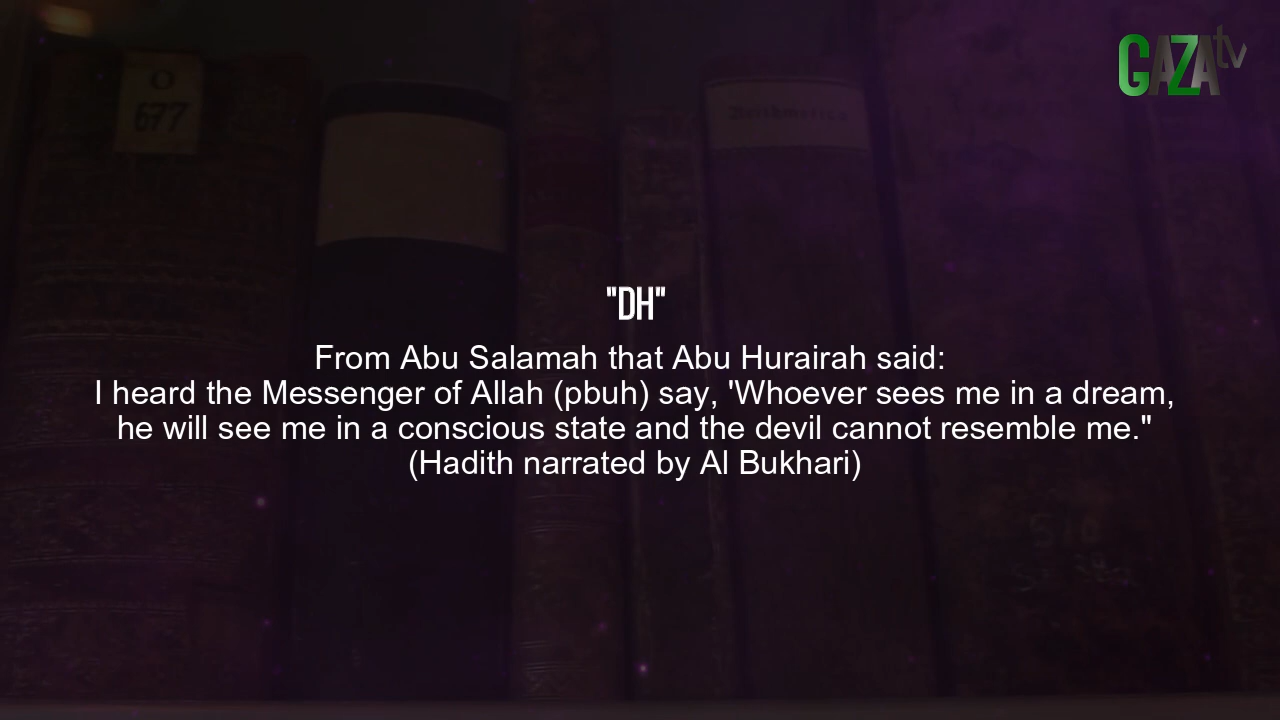 GAZA tv
O
677
"DH"
From Abu Salamah that Abu Hurairah said:
I heard the Messenger of Allah (pbuh) say, 'Whoever sees me in a dream,
he will see me in a conscious state and the devil cannot resemble me."
(Hadith narrated by Al Bukhari)